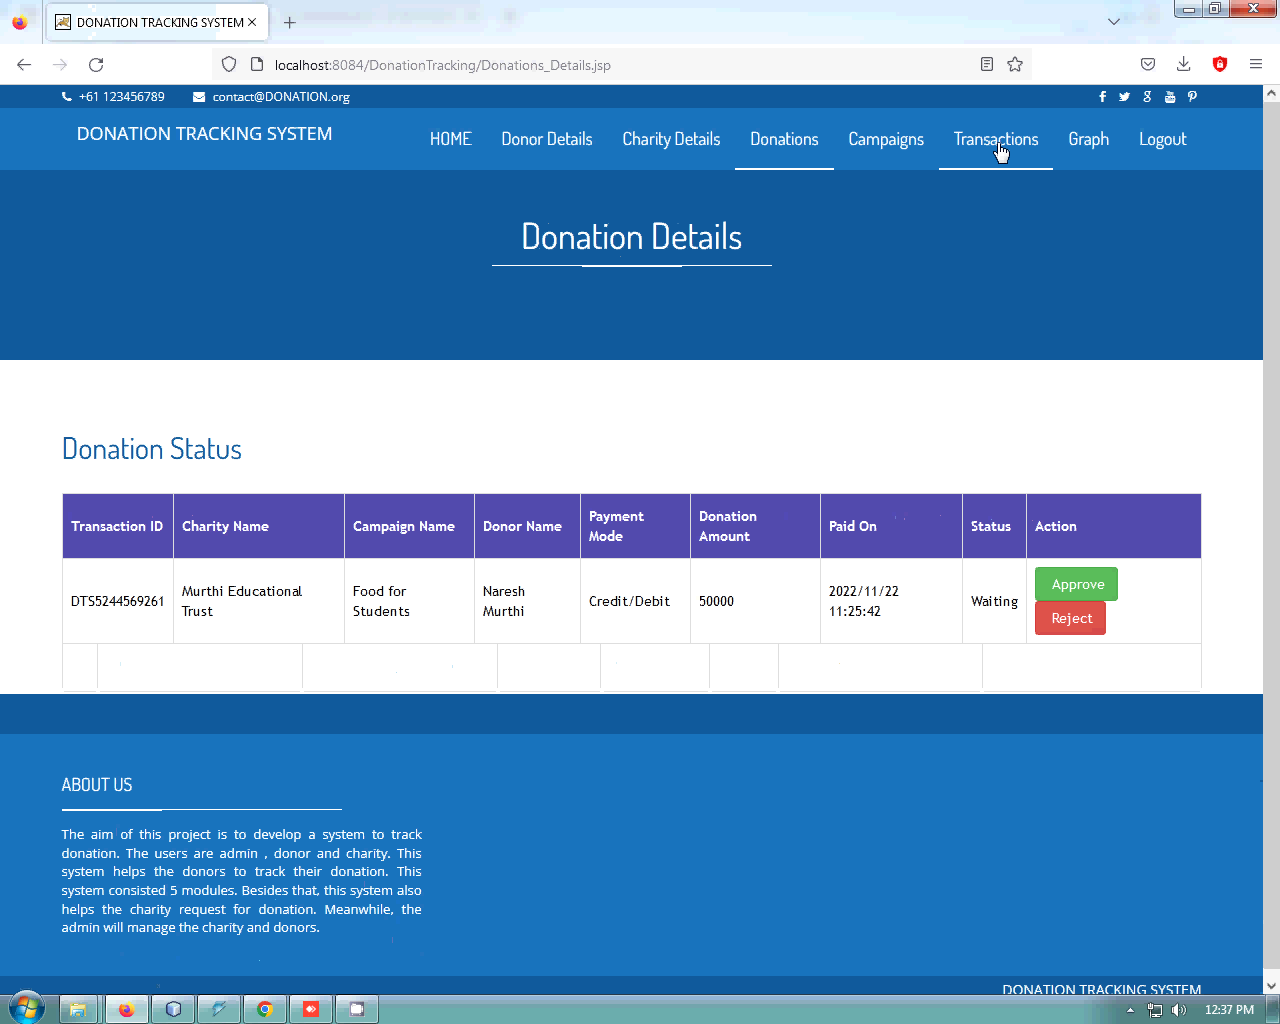 DONATION TRACKING SYSTEM
localhost:8084/DonationTracking/Donations_Details.jsp
+61 123456789 contact@DONATION.org
DONATION TRACKING SYSTEM HOME Donor Details Charity Details Donations Campaigns Transactions Graph Logout
Donation Details
Donation Status
Transaction ID Charity Name Campaign Name Donor Name Payment Mode Donation Amount Paid On Status Action
DTS5244569261 Murthi Educational Trust Food for Students Naresh Murthi Credit/Debit 50000 2022/11/22 11:25:42 Waiting Approve Reject
ABOUT US
The aim of this project is to develop a system to track
donation. The users are admin , donor and charity. This
system helps the donors to track their donation. This
system consisted 5 modules. Besides that, this system also
helps the charity request for donation. Meanwhile, the
admin will manage the charity and donors.
DONATION TRACKING SYSTEM
12:37 PM